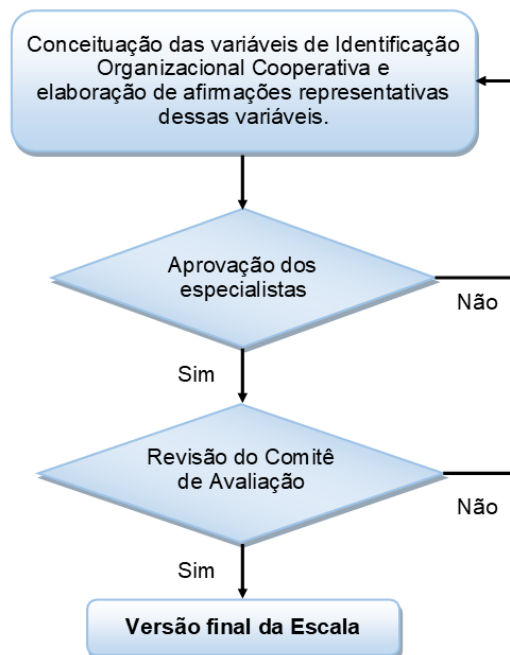 Conceituação das variáveis de Identificação
Organizacional Cooperativa e
elaboração de afirmações representativas
dessas variáveis.
Aprovação dos
especialistas
Não
Sim
Revisão do Comitê
de Avaliação
Não
Sim
Versão final da Escala